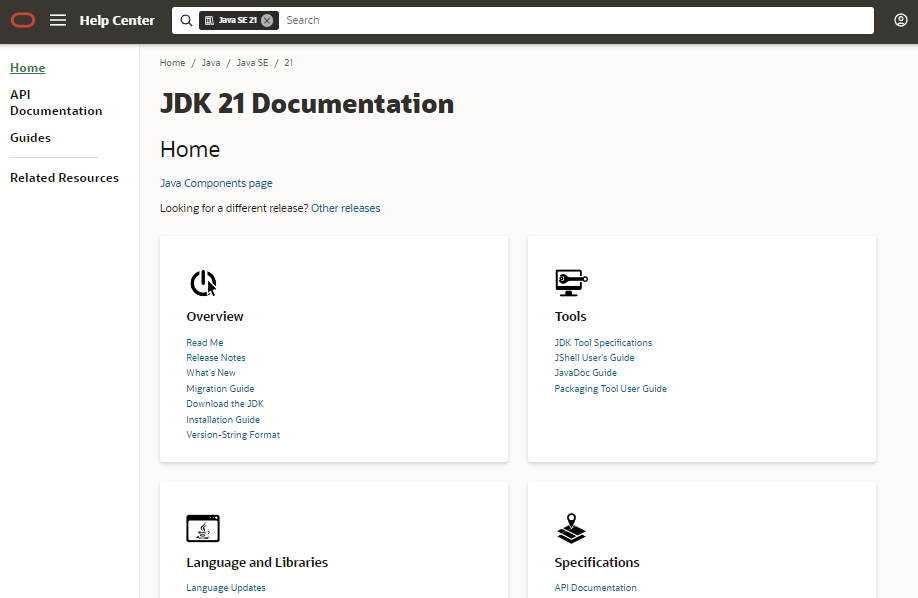 Help Center
Java SE 21
Search
Home
API
Documentation
Guides
Related Resources
Home / Java / Java SE / 21
JDK 21 Documentation
Home
Java Components page
Looking for a different release? Other releases
Overview
Read Me
Release Notes
What's New
Migration Guide
Download the JDK
Installation Guide
Version-String Format
Tools
JDK Tool Specifications
JShell User's Guide
JavaDoc Guide
Packaging Tool User Guide
Language and Libraries
Language Updates
Specifications
API Documentation